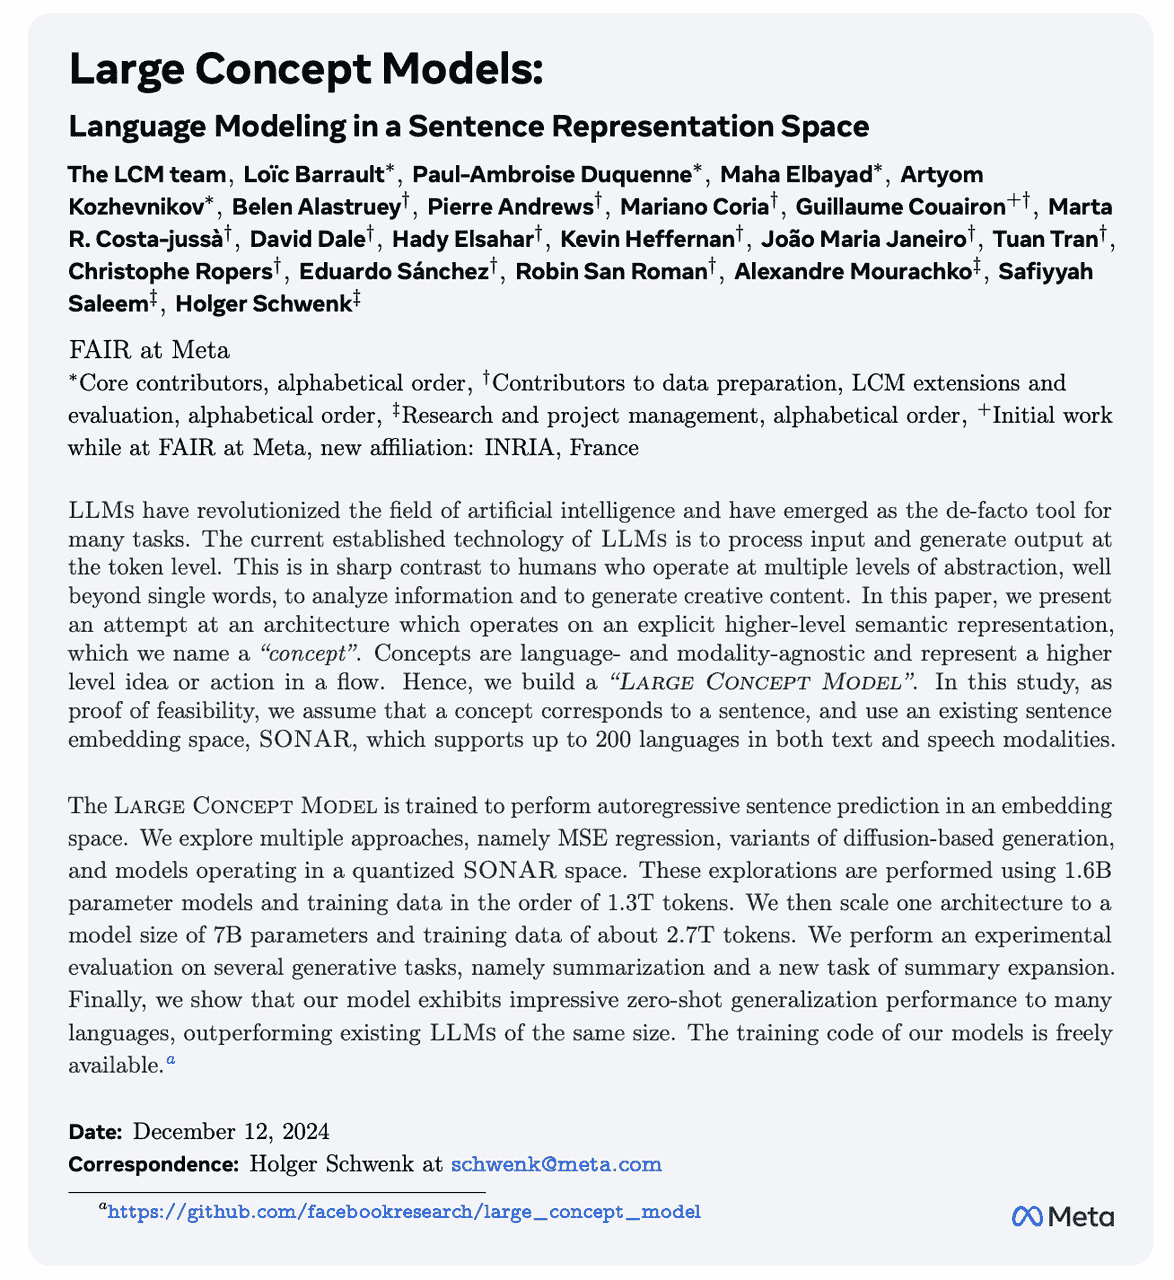 Large Concept Models:
Language Modeling in a Sentence Representation Space
The LCM team, Loïc Barrault*, Paul-Ambroise Duquenne*, Maha Elbayad*, Artyom
Kozhevnikov*, Belen Alastruey†, Pierre Andrews†, Mariano Coria†, Guillaume Couairon+†, Marta
R. Costa-jussà†, David Dale†, Hady Elsahar†, Kevin Heffernan†, João Maria Janeiro†, Tuan Tran†,
Christophe Ropers†, Eduardo Sánchez†, Robin San Roman†, Alexandre Mourachko‡, Safiyyah
Saleem‡, Holger Schwenk‡
FAIR at Meta
*Core contributors, alphabetical order, †Contributors to data preparation, LCM extensions and
evaluation, alphabetical order, ‡Research and project management, alphabetical order, +Initial work
while at FAIR at Meta, new affiliation: INRIA, France
LLMs have revolutionized the field of artificial intelligence and have emerged as the de-facto tool for
many tasks. The current established technology of LLMs is to process input and generate output at
the token level. This is in sharp contrast to humans who operate at multiple levels of abstraction, well
beyond single words, to analyze information and to generate creative content. In this paper, we present
an attempt at an architecture which operates on an explicit higher-level semantic representation,
which we name a “concept”. Concepts are language- and modality-agnostic and represent a higher
level idea or action in a flow. Hence, we build a “Large Concept Model”. In this study, as
proof of feasibility, we assume that a concept corresponds to a sentence, and use an existing sentence
embedding space, SONAR, which supports up to 200 languages in both text and speech modalities.
The Large Concept Model is trained to perform autoregressive sentence prediction in an embedding
space. We explore multiple approaches, namely MSE regression, variants of diffusion-based generation,
and models operating in a quantized SONAR space. These explorations are performed using 1.6B
parameter models and training data in the order of 1.3T tokens. We then scale one architecture to a
model size of 7B parameters and training data of about 2.7T tokens. We perform an experimental
evaluation on several generative tasks, namely summarization and a new task of summary expansion.
Finally, we show that our model exhibits impressive zero-shot generalization performance to many
languages, outperforming existing LLMs of the same size. The training code of our models is freely
available.a
Date: December 12, 2024
Correspondence: Holger Schwenk at schwenk@meta.com
ahttps://github.com/facebookresearch/large_concept_model
Meta